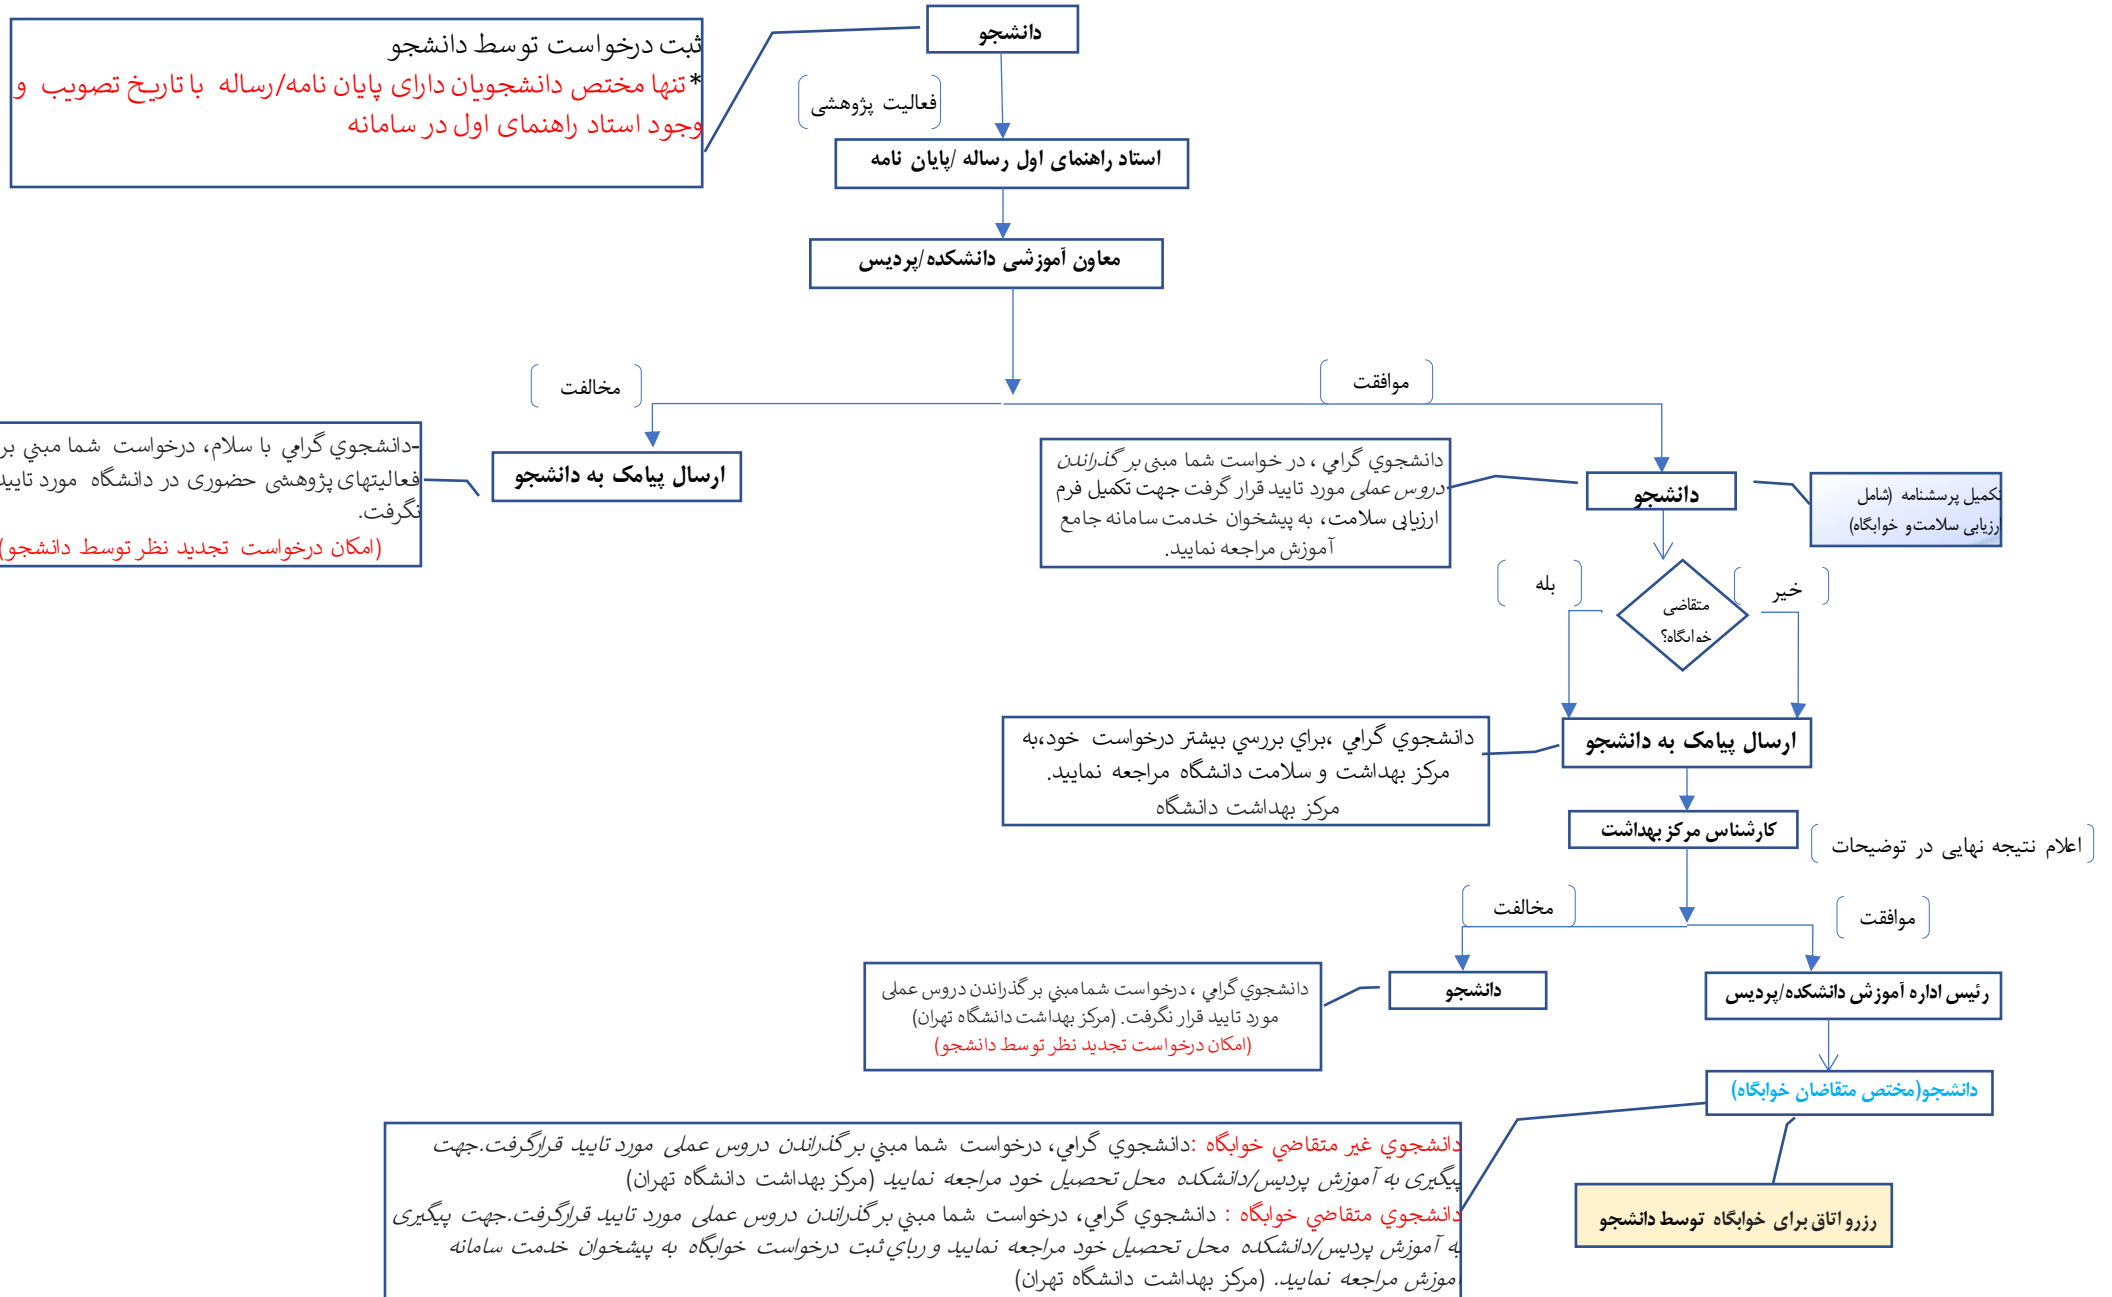 دانشجو
ثبت درخواست توسط دانشجو
*تنها مختص دانشجویان دارای پایان نامه/رساله با تاریخ تصویب و
وجود استاد راهنمای اول در سامانه
فعالیت پژوهشی
استاد راهنمای اول رساله /پایان نامه
معاون آموزشی دانشکده/پردیس
مخالفت
موافقت
-دانشجوي گرامي با سلام، درخواست شما مبني بر
فعالیتهای پژوهشی حضوری در دانشگاه مورد تایید
نگرفت.
(امکان درخواست تجدید نظر توسط دانشجو)
ارسال پیامک به دانشجو
دانشجوي گرامي ، در خواست شما مبنی بر گذراندن
دروس عملی مورد تایید قرار گرفت جهت تکمیل فرم
ارزیابی سلامت، به پیشخوان خدمت سامانه جامع
آموزش مراجعه نمایید.
دانشجو
تکمیل پرسشنامه (شامل
ارزیابی سلامت و خوابگاه)
بله
متقاضی
خوابگاه؟
خیر
دانشجوي گرامي ،براي بررسي بیشتر درخواست خود،به
مرکز بهداشت و سلامت دانشگاه مراجعه نمایید.
مرکز بهداشت دانشگاه
ارسال پیامک به دانشجو
کارشناس مرکز بهداشت
اعلام نتیجه نهایی در توضیحات
مخالفت
موافقت
دانشجوي گرامي ، درخواست شما مبني بر گذراندن دروس عملی
مورد تایید قرار نگرفت. (مرکز بهداشت دانشگاه تهران)
(امکان درخواست تجدید نظر توسط دانشجو)
دانشجو
رئیس اداره آموزش دانشکده/پردیس
دانشجو(مختص متقاضان خوابگاه)
دانشجوي غیر متقاضي خوابگاه :دانشجوي گرامي، درخواست شما مبني بر گذراندن دروس عملی مورد تایید قرارگرفت.جهت
پیگیری به آموزش پردیس/دانشکده محل تحصیل خود مراجعه نمایید (مرکز بهداشت دانشگاه تهران)
دانشجوي متقاضي خوابگاه : دانشجوي گرامي، درخواست شما مبني بر گذراندن دروس عملی مورد تایید قرارگرفت.جهت پیگیری
به آموزش پردیس/دانشکده محل تحصیل خود مراجعه نمایید و رباي ثبت درخواست خوابگاه به پیشخوان خدمت سامانه
آموزش مراجعه نمایید. (مرکز بهداشت دانشگاه تهران)
رزرو اتاق برای خوابگاه توسط دانشجو